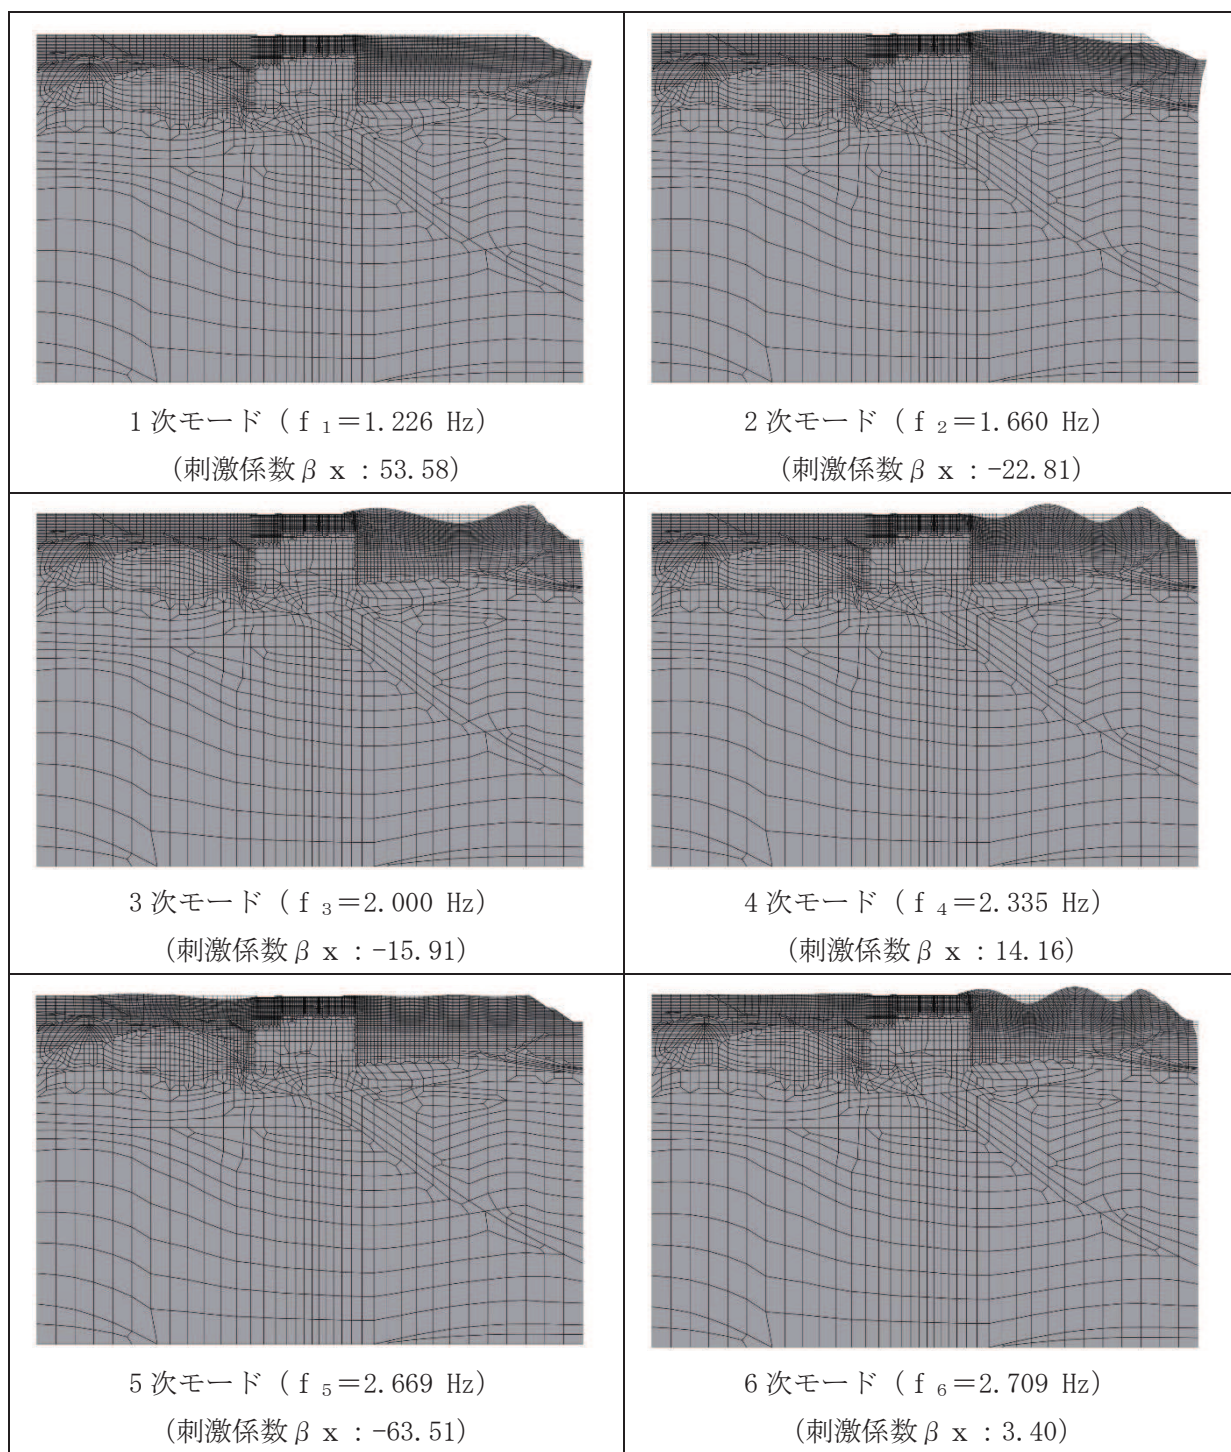 1次モード (f₁=1.226 Hz)
(刺激係数βx:53.58)
2次モード (f₂=1.660 Hz)
(刺激係数βx:-22.81)
3次モード (f₃=2.000 Hz)
(刺激係数βx:-15.91)
4次モード (f₄=2.335 Hz)
(刺激係数βx:14.16)
5次モード (f₅=2.669 Hz)
(刺激係数βx:-63.51)
6次モード (f₆=2.709 Hz)
(刺激係数βx:3.40)